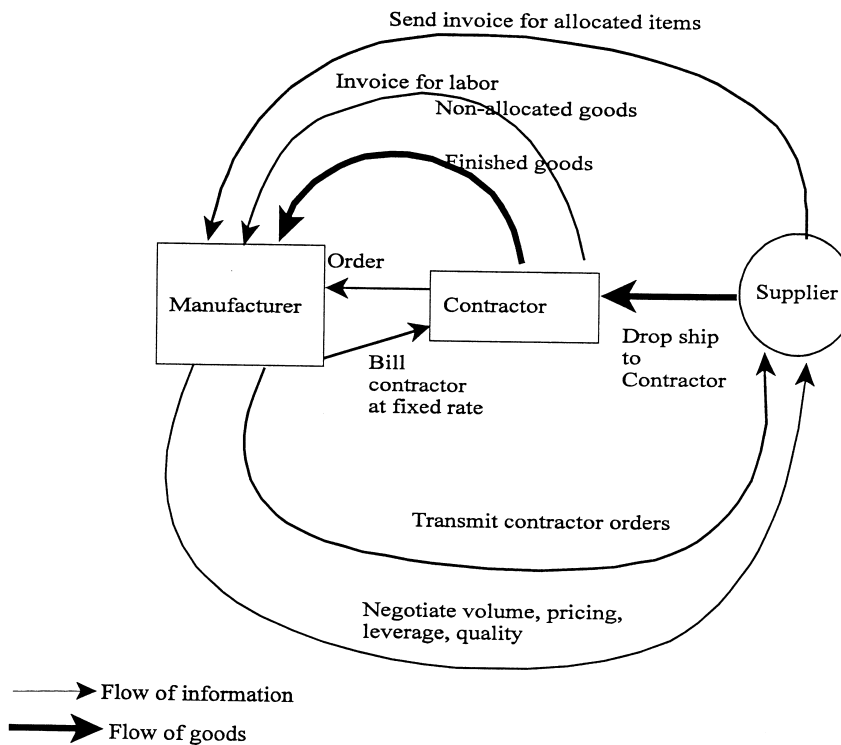 Send invoice for allocated items
Invoice for labor
Non-allocated goods
Finished goods
Order
Manufacturer
Contractor
Supplier
Bill
contractor
at fixed rate
Drop ship
to
Contractor
Transmit contractor orders
Negotiate volume, pricing,
leverage, quality
Flow of information
Flow of goods